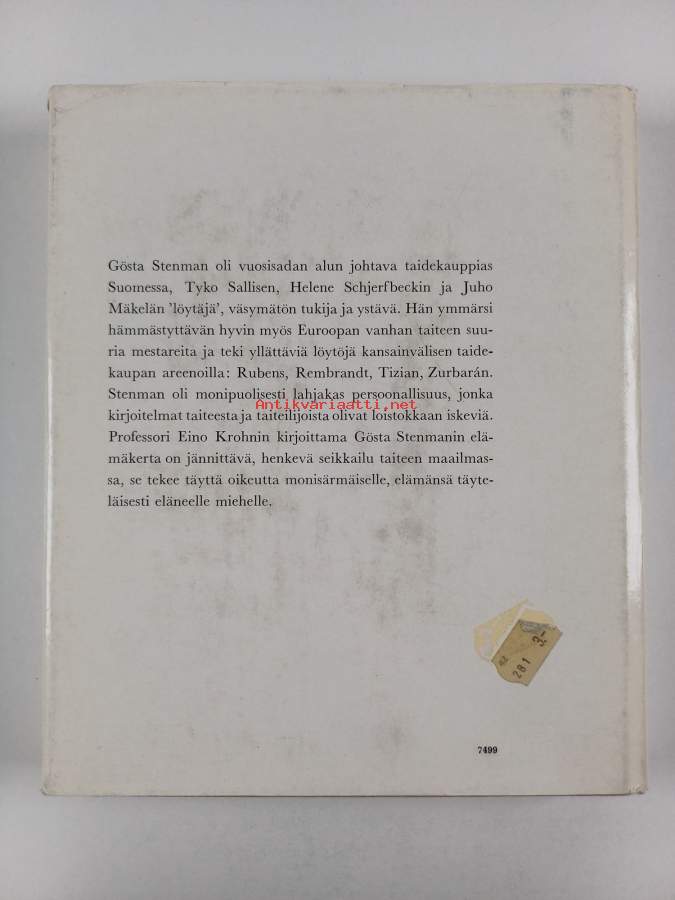 Gösta Stenman oli vuosisadan alun johtava taidekauppias
Suomessa, Tyko Sallisen, Helene Schjerfbeckin ja Juho
Mäkelän 'löytäjä', väsymätön tukija ja ystävä. Hän ymmärsi
hämmästyttävän hyvin myös Euroopan vanhan taiteen suu-
ria mestareita ja teki yllättäviä löytöjä kansainvälisen taide-
kaupan areenoilla: Rubens, Rembrandt, Tizian, Zurbarán.
Stenman oli monipuolisesti lahjakas persoonallisuus, jonka
Antikvariaatti.net
kirjoitelmat taiteesta ja taiteilijoista olivat loistokkaan iskeviä.
Professori Eino Krohnin kirjoittama Gösta Stenmanin elä-
mäkerta on jännittävä, henkevä seikkailu taiteen maailmas-
sa, se tekee täyttä oikeutta monisärmäiselle, elämänsä täyte-
läisesti eläneelle miehelle.
82
281 3,-
7499